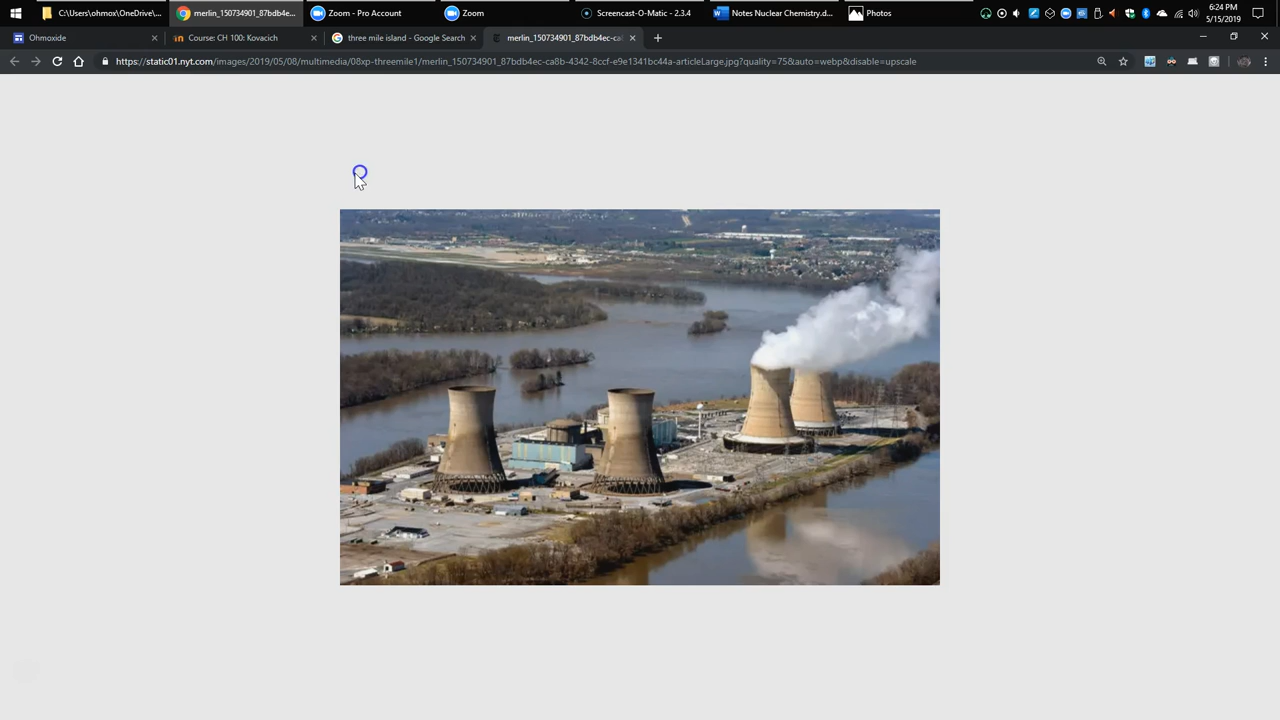 C:\Users\ohmox\OneDrive\...
merlin_150734901_87bdb4e...
Zoom - Pro Account
Zoom
Screencast-O-Matic - 2.3.4
Notes Nuclear Chemistry.d...
Photos
6:24 PM
5/15/2019
Ohmoxide
Course: CH 100: Kovacich
three mile island - Google Search
merlin_150734901_87bdb4ec-ca8
https://static01.nyt.com/images/2019/05/08/multimedia/08xp-threemile1/merlin_150734901_87bdb4ec-ca8b-4342-8ccf-e9e1341bc44a-articleLarge.jpg?quality=75&auto=webp&disable=upscale